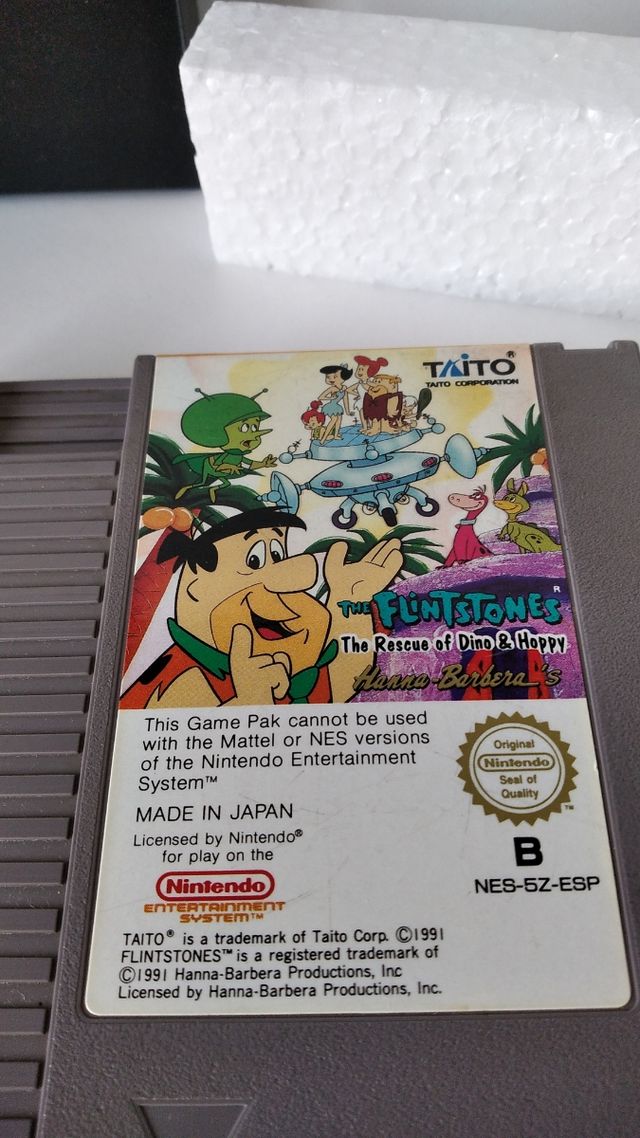 TAITO®
TAITO CORPORATION
THE FLINTSTONES®
The Rescue of Dino & Hoppy
Hanna-Barbera's
This Game Pak cannot be used
with the Mattel or NES versions
of the Nintendo Entertainment
System™
MADE IN JAPAN
Licensed by Nintendo®
for play on the
Nintendo®
ENTERTAINMENT
SYSTEM™
Original
Nintendo
Seal of
Quality
™
B
NES-5Z-ESP
TAITO® is a trademark of Taito Corp. ©1991
FLINTSTONES™ is a registered trademark of
©1991 Hanna-Barbera Productions, Inc
Licensed by Hanna-Barbera Productions, Inc.